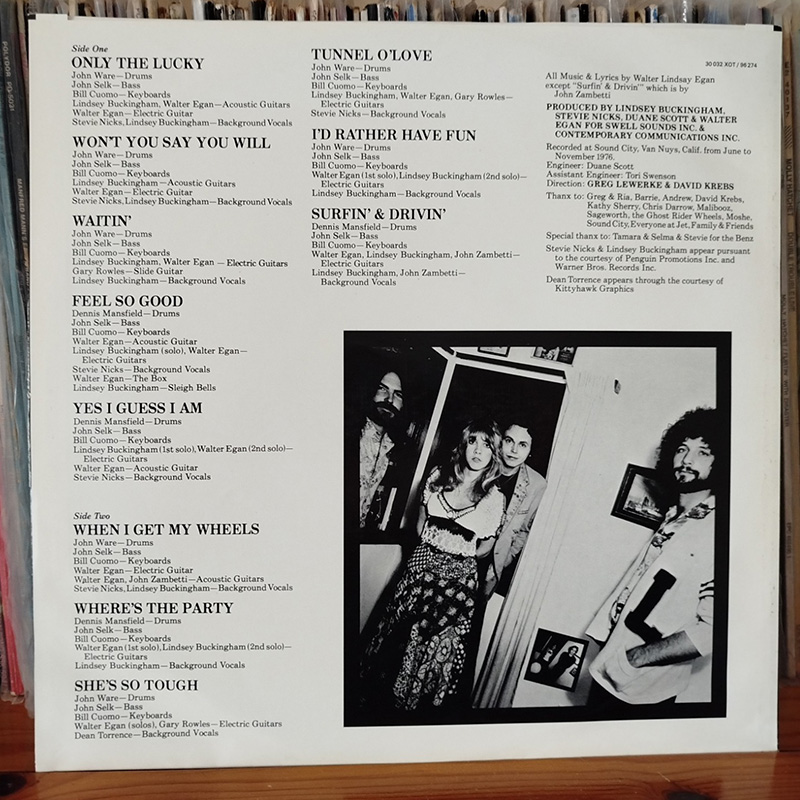 Side One
ONLY THE LUCKY
John Ware—Drums
John Selk—Bass
Bill Cuomo—Keyboards
Lindsey Buckingham, Walter Egan—Acoustic Guitars
Walter Egan—Electric Guitar
Stevie Nicks, Lindsey Buckingham—Background Vocals
WON'T YOU SAY YOU WILL
John Ware—Drums
John Selk—Bass
Bill Cuomo—Keyboards
Lindsey Buckingham—Acoustic Guitars
Walter Egan—Electric Guitar
Stevie Nicks, Lindsey Buckingham—Background Vocals
WAITIN'
John Ware—Drums
John Selk—Bass
Bill Cuomo—Keyboards
Lindsey Buckingham, Walter Egan—Electric Guitars
Gary Rowles—Slide Guitar
Lindsey Buckingham—Background Vocals
FEEL SO GOOD
Dennis Mansfield—Drums
John Selk—Bass
Bill Cuomo—Keyboards
Walter Egan—Acoustic Guitar
Lindsey Buckingham (solo), Walter Egan—
Electric Guitars
Stevie Nicks—Background Vocals
Walter Egan—The Box
Lindsey Buckingham—Sleigh Bells
YES I GUESS I AM
Dennis Mansfield—Drums
John Selk—Bass
Bill Cuomo—Keyboards
Lindsey Buckingham (1st solo), Walter Egan (2nd solo)—
Electric Guitars
Walter Egan—Acoustic Guitar
Stevie Nicks—Background Vocals
Side Two
WHEN I GET MY WHEELS
John Ware—Drums
John Selk—Bass
Bill Cuomo—Keyboards
Walter Egan—Electric Guitar
Walter Egan, John Zambetti—Acoustic Guitars
Stevie Nicks, Lindsey Buckingham—Background Vocals
WHERE'S THE PARTY
Dennis Mansfield—Drums
John Selk—Bass
Bill Cuomo—Keyboards
Walter Egan (1st solo), Lindsey Buckingham (2nd solo)—
Electric Guitars
Lindsey Buckingham—Background Vocals
SHE'S SO TOUGH
John Ware—Drums
John Selk—Bass
Bill Cuomo—Keyboards
Walter Egan (solos), Gary Rowles—Electric Guitars
Dean Torrence—Background Vocals
TUNNEL O'LOVE
John Ware—Drums
John Selk—Bass
Bill Cuomo—Keyboards
Lindsey Buckingham, Walter Egan, Gary Rowles—
Electric Guitars
Stevie Nicks—Background Vocals
I'D RATHER HAVE FUN
John Ware—Drums
John Selk—Bass
Bill Cuomo—Keyboards
Walter Egan (1st solo), Lindsey Buckingham (2nd solo)—
Electric Guitars
Lindsey Buckingham—Background Vocals
SURFIN' & DRIVIN'
Dennis Mansfield—Drums
John Selk—Bass
Bill Cuomo—Keyboards
Walter Egan, Lindsey Buckingham, John Zambetti—
Electric Guitars
Lindsey Buckingham, John Zambetti—
Background Vocals
30 032 XOT / 96 274
All Music & Lyrics by Walter Lindsay Egan
except "Surfin' & Drivin'" which is by
John Zambetti
PRODUCED BY LINDSEY BUCKINGHAM,
STEVIE NICKS, DUANE SCOTT & WALTER
EGAN FOR SWELL SOUNDS INC. &
CONTEMPORARY COMMUNICATIONS INC.
Recorded at Sound City, Van Nuys, Calif. from June to
November 1976.
Engineer: Duane Scott
Assistant Engineer: Tori Swenson
Direction: GREG LEWERKE & DAVID KREBS
Thanx to: Greg & Ria, Barrie, Andrew, David Krebs,
Kathy Sherry, Chris Darrow, Malibooz,
Sageworth, the Ghost Rider Wheels, Moshe,
Sound City, Everyone at Jet, Family & Friends
Special thanx to: Tamara & Selma & Stevie for the Benz
Stevie Nicks & Lindsey Buckingham appear pursuant
to the courtesy of Penguin Promotions Inc. and
Warner Bros. Records Inc.
Dean Torrence appears through the courtesy of
Kittyhawk Graphics
POLYDOR
MANFRED MANN'S
MOLLY HATCHET